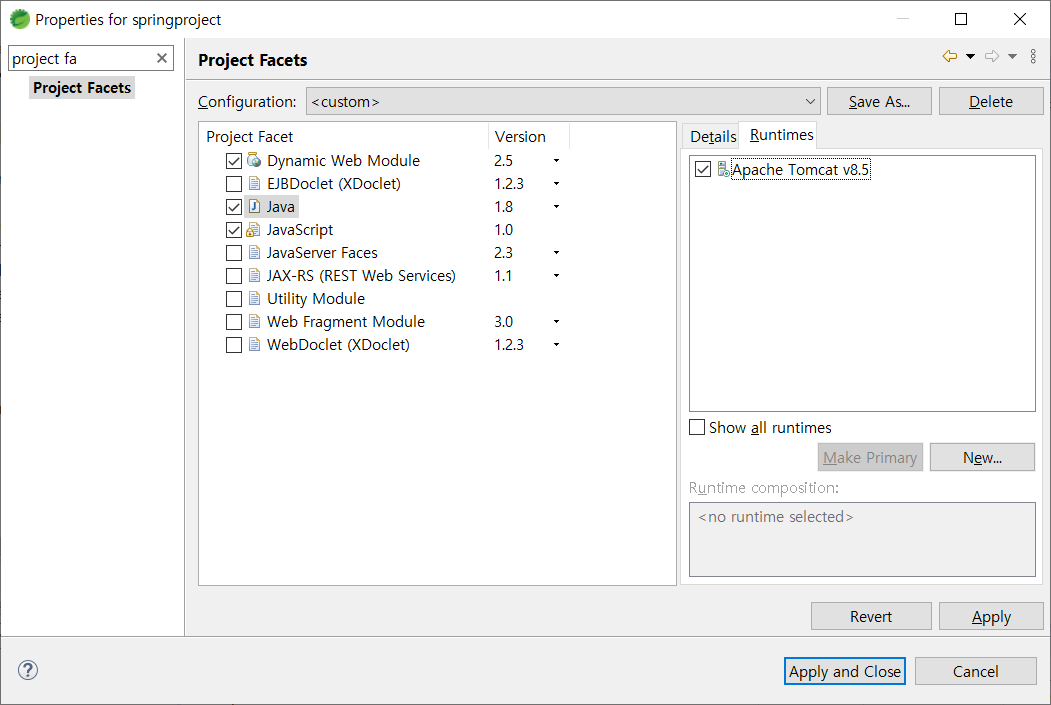 Properties for springproject
project fa
Project Facets
Project Facets
Configuration: <custom> Save As... Delete
Project Facet Version
Dynamic Web Module 2.5
EJBDoclet (XDoclet) 1.2.3
Java 1.8
JavaScript 1.0
JavaServer Faces 2.3
JAX-RS (REST Web Services) 1.1
Utility Module
Web Fragment Module 3.0
WebDoclet (XDoclet) 1.2.3
Details Runtimes
Apache Tomcat v8.5
Show all runtimes
Make Primary New...
Runtime composition:
<no runtime selected>
Revert Apply
Apply and Close Cancel